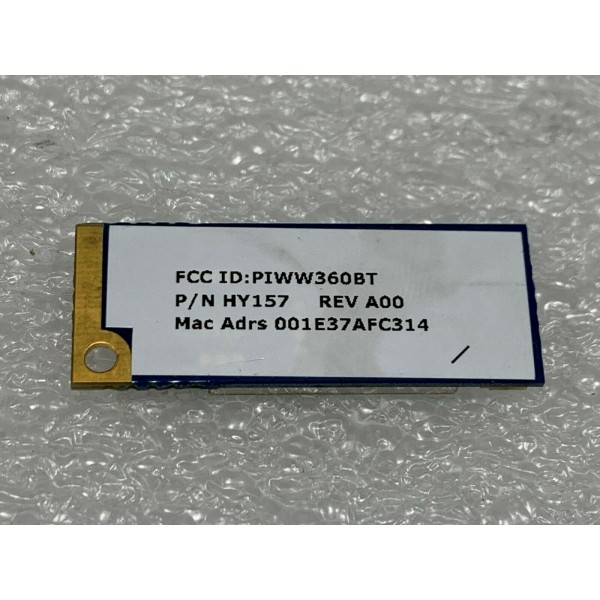 FCC ID:PIWW360BT
P/N HY157 REV A00
Mac Adrs 001E37AFC314